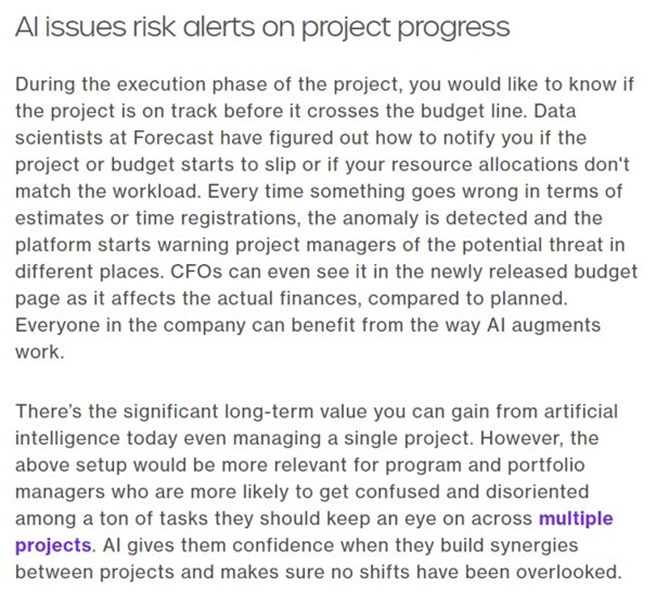 AI issues risk alerts on project progress
During the execution phase of the project, you would like to know if
the project is on track before it crosses the budget line. Data
scientists at Forecast have figured out how to notify you if the
project or budget starts to slip or if your resource allocations don't
match the workload. Every time something goes wrong in terms of
estimates or time registrations, the anomaly is detected and the
platform starts warning project managers of the potential threat in
different places. CFOs can even see it in the newly released budget
page as it affects the actual finances, compared to planned.
Everyone in the company can benefit from the way AI augments
work.
There’s the significant long-term value you can gain from artificial
intelligence today even managing a single project. However, the
above setup would be more relevant for program and portfolio
managers who are more likely to get confused and disoriented
among a ton of tasks they should keep an eye on across multiple
projects. AI gives them confidence when they build synergies
between projects and makes sure no shifts have been overlooked.